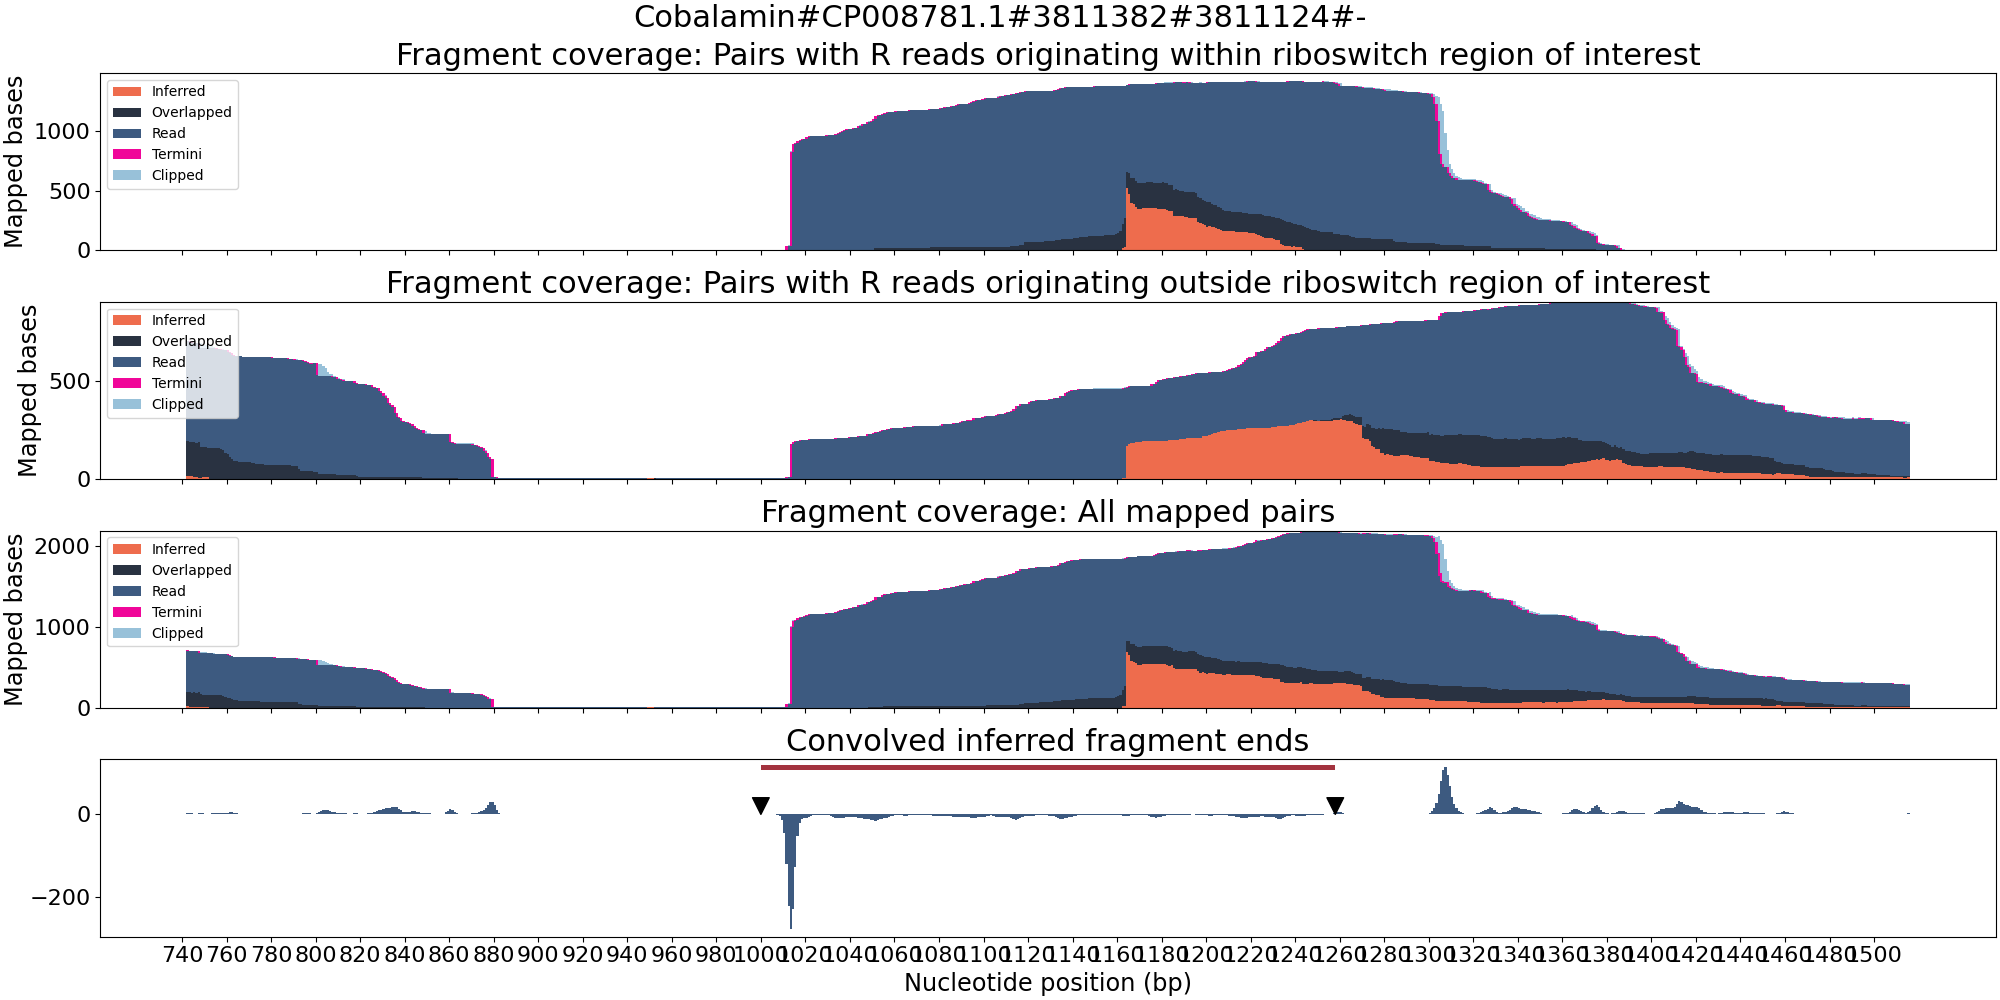 Cobalamin#CP008781.1#3811382#3811124#-
Fragment coverage: Pairs with R reads originating within riboswitch region of interest
Mapped bases
1000
500
0
Inferred
Overlapped
Read
Termini
Clipped
Fragment coverage: Pairs with R reads originating outside riboswitch region of interest
Mapped bases
500
0
Inferred
Overlapped
Read
Termini
Clipped
Fragment coverage: All mapped pairs
Mapped bases
2000
1000
0
Inferred
Overlapped
Read
Termini
Clipped
Convolved inferred fragment ends
0
−200
740 760 780 800 820 840 860 880 900 920 940 960 980 1000 1020 1040 1060 1080 1100 1120 1140 1160 1180 1200 1220 1240 1260 1280 1300 1320 1340 1360 1380 1400 1420 1440 1460 1480 1500
Nucleotide position (bp)